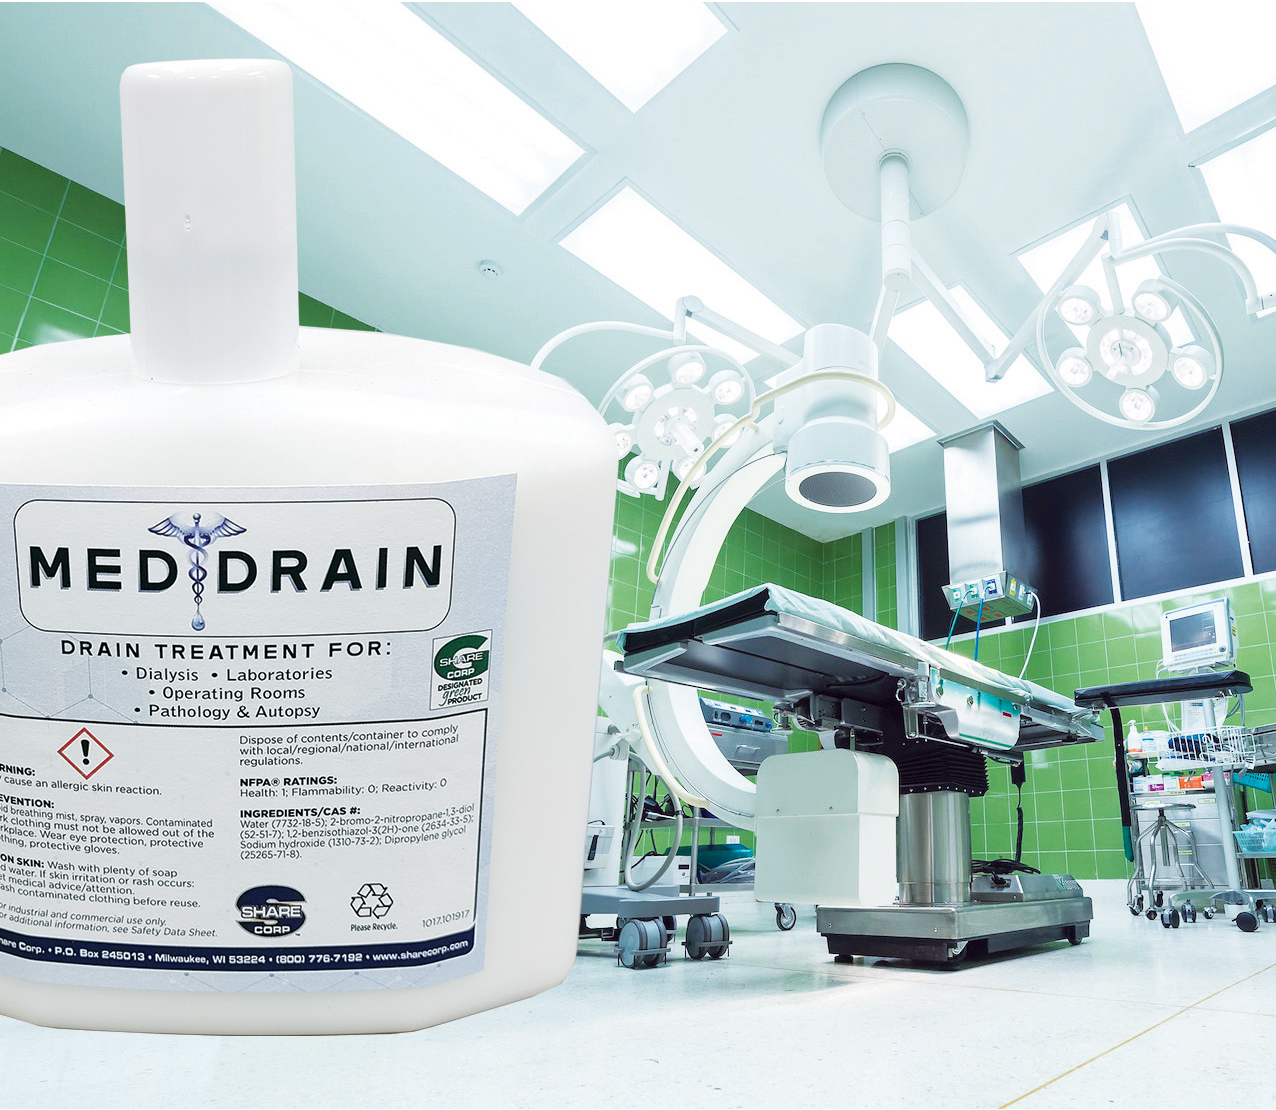 MED DRAIN
DRAIN TREATMENT FOR:
• Dialysis • Laboratories
• Operating Rooms
• Pathology & Autopsy
SHARE
CORP
DESIGNATED
green
PRODUCT
RNING:
cause an allergic skin reaction.
EVENTION:
id breathing mist, spray, vapors. Contaminated
rk clothing must not be allowed out of the
rkplace. Wear eye protection, protective
thing, protective gloves.
ON SKIN: Wash with plenty of soap
d water. If skin irritation or rash occurs:
et medical advice/attention.
ash contaminated clothing before reuse.
or industrial and commercial use only.
or additional information, see Safety Data Sheet.
Dispose of contents/container to comply
with local/regional/national/international
regulations.
NFPA® RATINGS:
Health: 1; Flammability: 0; Reactivity: 0
INGREDIENTS/CAS #:
Water (7732-18-5); 2-bromo-2-nitropropane-1,3-diol
(52-51-7); 1,2-benzisothiazol-3(2H)-one (2634-33-5);
Sodium hydroxide (1310-73-2); Dipropylene glycol
(25265-71-8).
SHARE
CORP
Please Recycle.
1017.101917
hare Corp. • P.O. Box 245013 • Milwaukee, WI 53224 • (800) 776-7192 • www.sharecorp.com